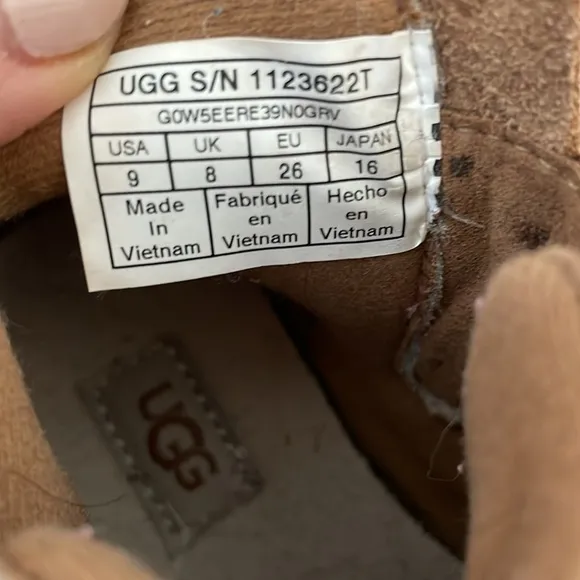 UGG S/N 1123622T
G0W5EERE39N0GRV
USA UK EU JAPAN
9 8 26 16
Made In Vietnam
Fabriqué en Vietnam
Hecho en Vietnam
UGG